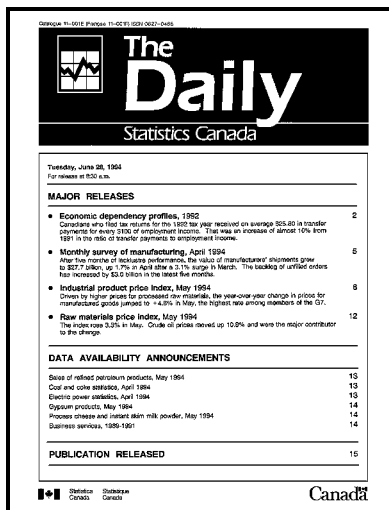 Catalogue 11-001E (Français 11-001F) ISSN 0827-0465
The
Daily
Statistics Canada
Tuesday, June 28, 1994
For release at 8:30 a.m.
MAJOR RELEASES
● Economic dependency profiles, 1992 2
Canadians who filed tax returns for the 1992 tax year received on average $25.80 in transfer
payments for every $100 of employment income. That was an increase of almost 10% from
1991 in the ratio of transfer payments to employment income.
● Monthly survey of manufacturing, April 1994 5
After five months of lacklustre performance, the value of manufacturers' shipments grew
to $27.7 billion, up 1.7% in April after a 3.1% surge in March. The backlog of unfilled orders
has increased by $3.0 billion in the latest five months.
● Industrial product price index, May 1994 8
Driven by higher prices for processed raw materials, the year-over-year change in prices for
manufactured goods jumped to +4.8% in May, the highest rate among members of the G7.
● Raw materials price index, May 1994 12
The index rose 3.3% in May. Crude oil prices moved up 10.9% and were the major contributor
to the change.
DATA AVAILABILITY ANNOUNCEMENTS
Sales of refined petroleum products, May 1994 13
Coal and coke statistics, April 1994 13
Electric power statistics, April 1994 13
Gypsum products, May 1994 14
Process cheese and instant skim milk powder, May 1994 14
Business services, 1989-1991 14
PUBLICATION RELEASED 15
Statistics Statistique
Canada Canada
Canada